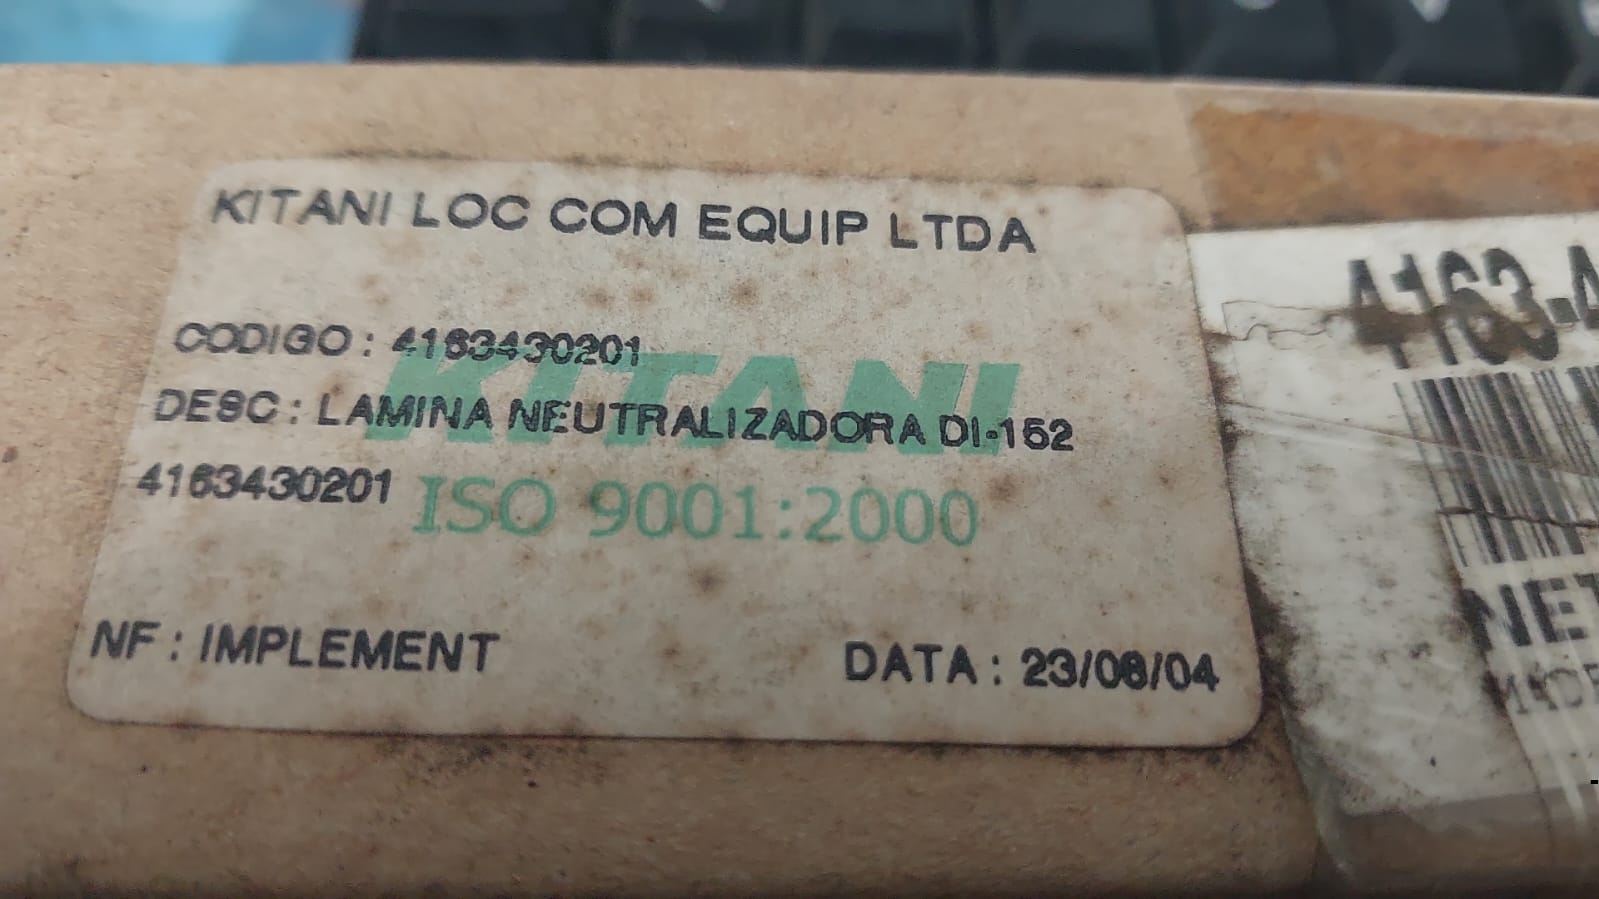 KITANI LOC COM EQUIP LTDA
CODIGO : 4163430201
KITANI
DESC : LAMINA NEUTRALIZADORA DI-152
4163430201
ISO 9001:2000
NF : IMPLEMENT
DATA : 23/08/04
4163-4
NE